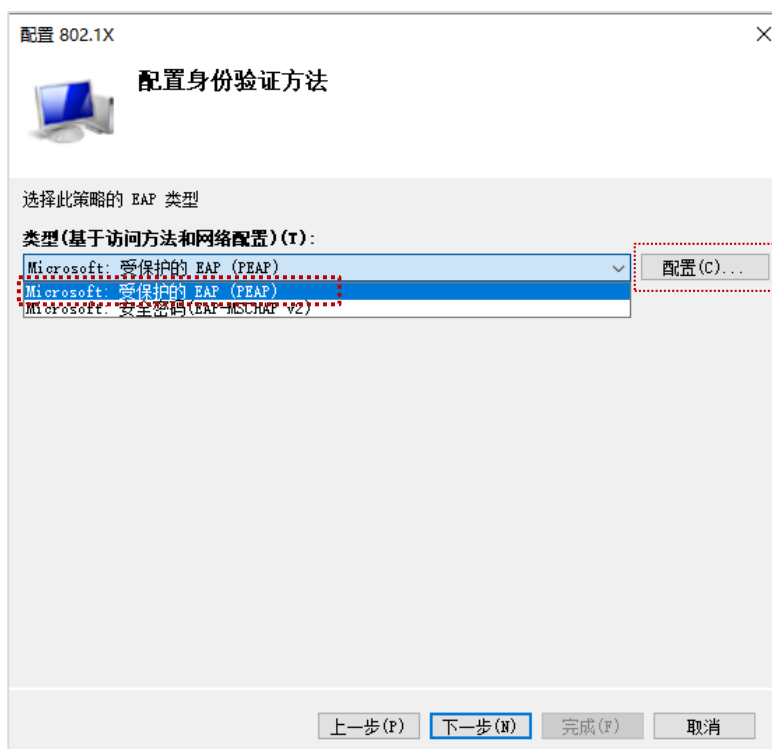 配置 802.1X
配置身份验证方法
选择此策略的 EAP 类型
类型(基于访问方法和网络配置)(T):
Microsoft: 受保护的 EAP (PEAP)
配置(C)...
Microsoft: 受保护的 EAP (PEAP)
Microsoft: 安全密码(EAP-MSCHAP v2)
上一步(P)
下一步(N)
完成(F)
取消